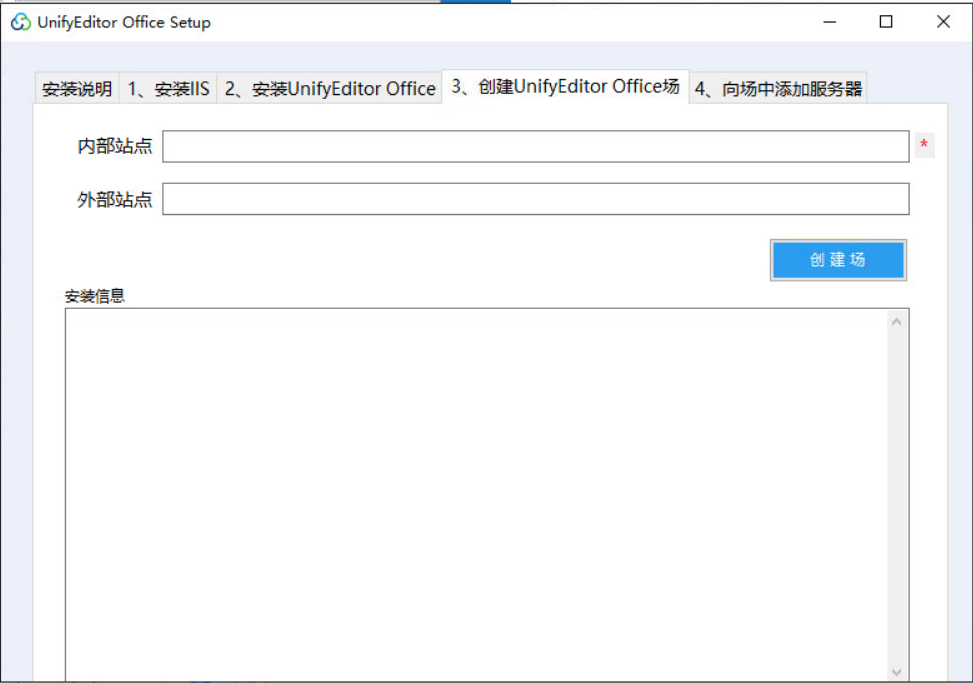 UnifyEditor Office Setup
安装说明 1、安装IIS 2、安装UnifyEditor Office 3、创建UnifyEditor Office场 4、向场中添加服务器
内部站点 *
外部站点
创建场
安装信息